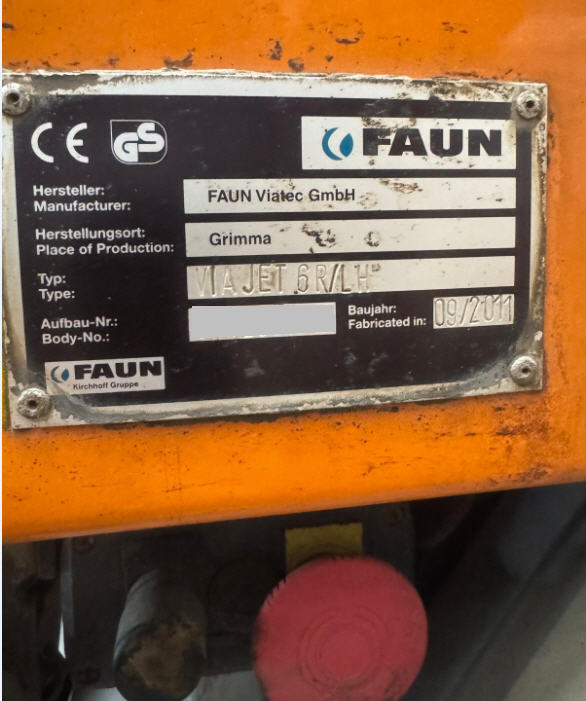 CE GS
FAUN
Hersteller:
Manufacturer: FAUN Viatec GmbH
Herstellungsort:
Place of Production: Grimma
Typ:
Type: VIAJET 6 R/LH
Aufbau-Nr.:
Body-No.:
Baujahr:
Fabricated in: 09/2011
FAUN
Kirchhoff Gruppe